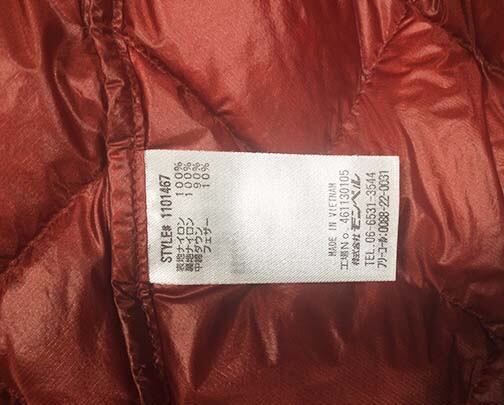 STYLE# 1101467
表地ナイロン 100%
裏地ナイロン 100%
中綿ダウン 90%
フェザー 10%
MADE IN VIETNAM
工場No. 461130105
株式会社モンベル
TEL.06-6531-3544
フリーコール:0088-22-0031